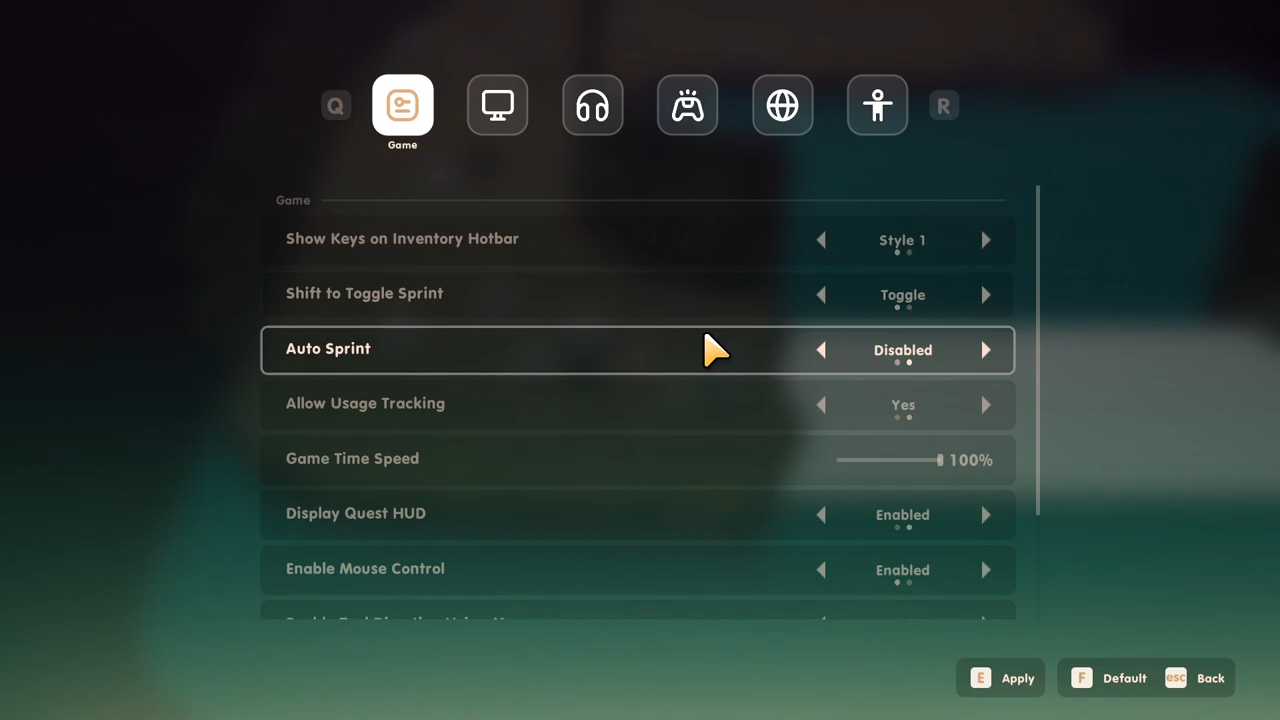 Q
R
Game
Game
Show Keys on Inventory Hotbar Style 1
Shift to Toggle Sprint Toggle
Auto Sprint Disabled
Allow Usage Tracking Yes
Game Time Speed 100%
Display Quest HUD Enabled
Enable Mouse Control Enabled
E Apply F Default esc Back